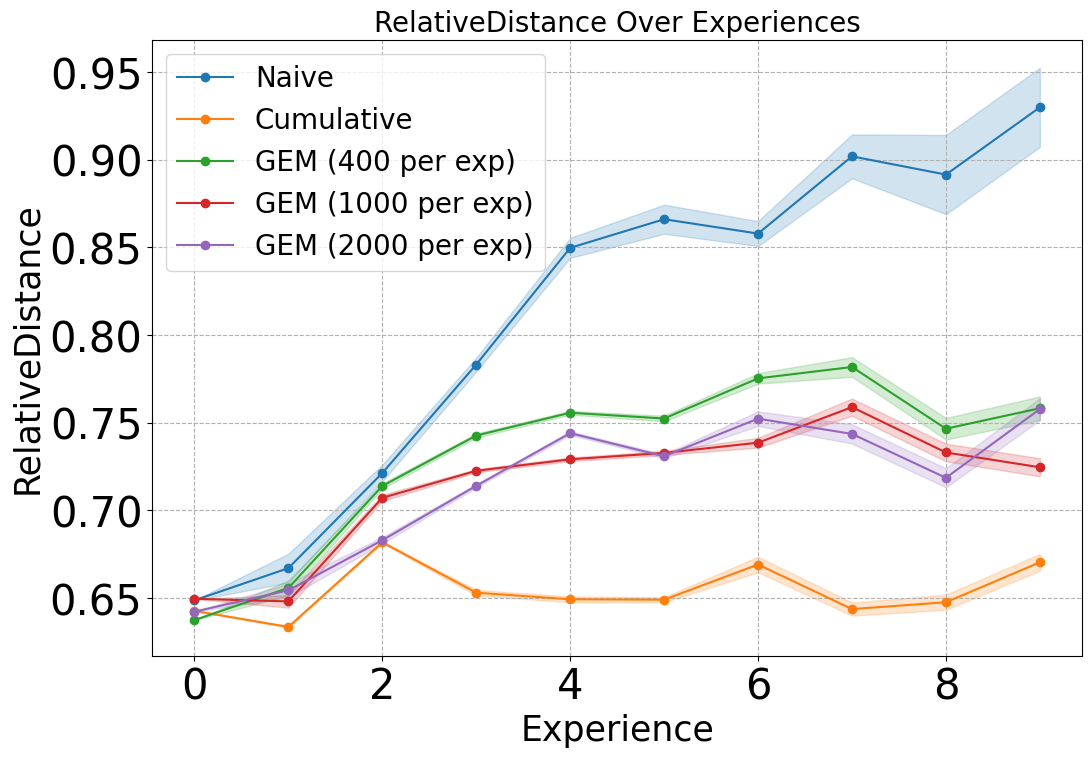 RelativeDistance Over Experiences
RelativeDistance
0.95
0.90
0.85
0.80
0.75
0.70
0.65
Naive
Cumulative
GEM (400 per exp)
GEM (1000 per exp)
GEM (2000 per exp)
0 2 4 6 8
Experience